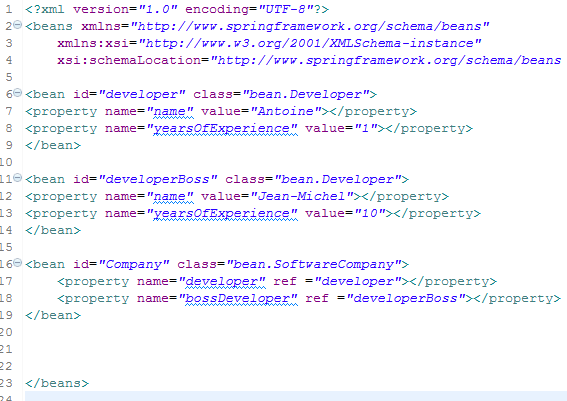 1 <?xml version="1.0" encoding="UTF-8"?>
2 <beans xmlns="http://www.springframework.org/schema/beans"
3     xmlns:xsi="http://www.w3.org/2001/XMLSchema-instance"
4     xsi:schemaLocation="http://www.springframework.org/schema/beans
5
6 <bean id="developer" class="bean.Developer">
7 <property name="name" value="Antoine"></property>
8 <property name="yearsOfExperience" value="1"></property>
9 </bean>
10
11 <bean id="developerBoss" class="bean.Developer">
12 <property name="name" value="Jean-Michel"></property>
13 <property name="yearsOfExperience" value="10"></property>
14 </bean>
15
16 <bean id="Company" class="bean.SoftwareCompany">
17     <property name="developer" ref ="developer"></property>
18     <property name="bossDeveloper" ref ="developerBoss"></property>
19 </bean>
20
21
22
23 </beans>
24